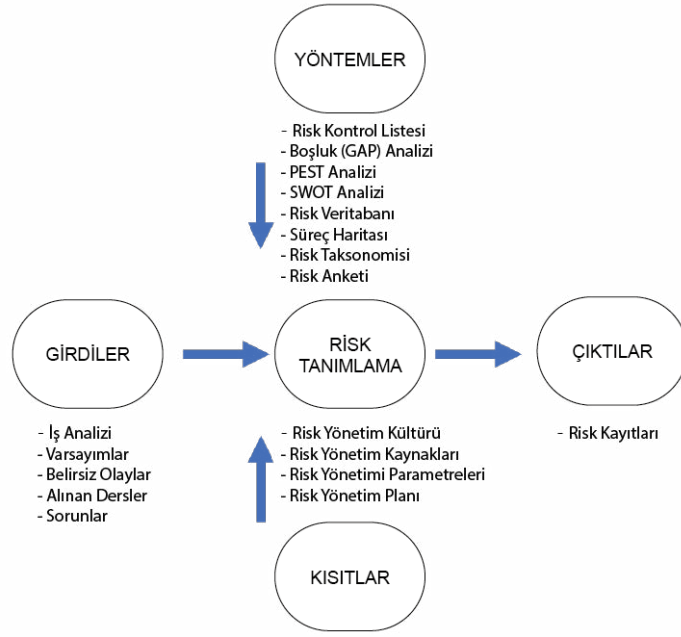 YÖNTEMLER
- Risk Kontrol Listesi
- Boşluk (GAP) Analizi
- PEST Analizi
- SWOT Analizi
- Risk Veritabanı
- Süreç Haritası
- Risk Taksonomisi
- Risk Anketi
GİRDİLER
- İş Analizi
- Varsayımlar
- Belirsiz Olaylar
- Alınan Dersler
- Sorunlar
RİSK
TANIMLAMA
- Risk Yönetim Kültürü
- Risk Yönetim Kaynakları
- Risk Yönetimi Parametreleri
- Risk Yönetim Planı
KISITLAR
ÇIKTILAR
- Risk Kayıtları